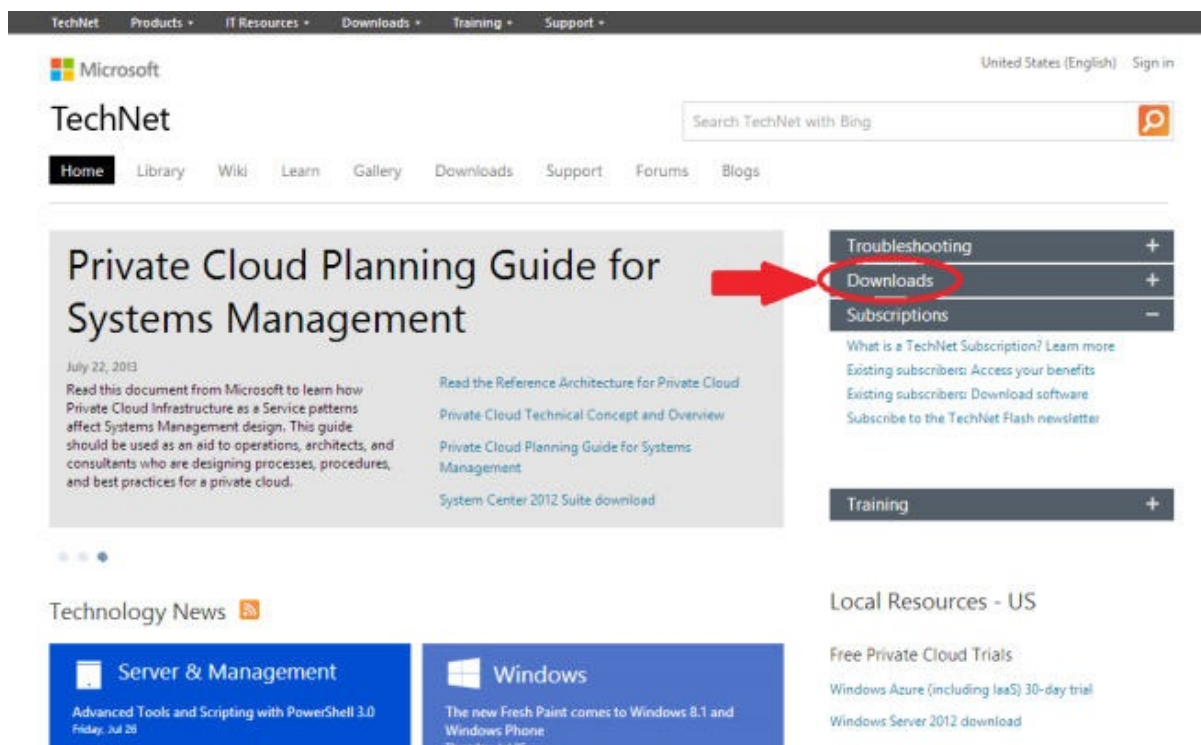 TechNet Products IT Resources Downloads Training Support
Microsoft
United States (English) Sign in
TechNet
Search TechNet with Bing
Home Library Wiki Learn Gallery Downloads Support Forums Blogs
Private Cloud Planning Guide for
Systems Management
July 22, 2013
Read this document from Microsoft to learn how
Private Cloud Infrastructure as a Service patterns
affect Systems Management design. This guide
should be used as an aid to operations, architects, and
consultants who are designing processes, procedures,
and best practices for a private cloud.
Read the Reference Architecture for Private Cloud
Private Cloud Technical Concept and Overview
Private Cloud Planning Guide for Systems
Management
System Center 2012 Suite download
Troubleshooting +
Downloads +
Subscriptions −
What is a TechNet Subscription? Learn more
Existing subscribers: Access your benefits
Existing subscribers: Download software
Subscribe to the TechNet Flash newsletter
Training +
Technology News
Server & Management
Advanced Tools and Scripting with PowerShell 3.0
Friday, Jul 26
Windows
The new Fresh Paint comes to Windows 8.1 and
Windows Phone
Local Resources - US
Free Private Cloud Trials
Windows Azure (including IaaS) 30-day trial
Windows Server 2012 download